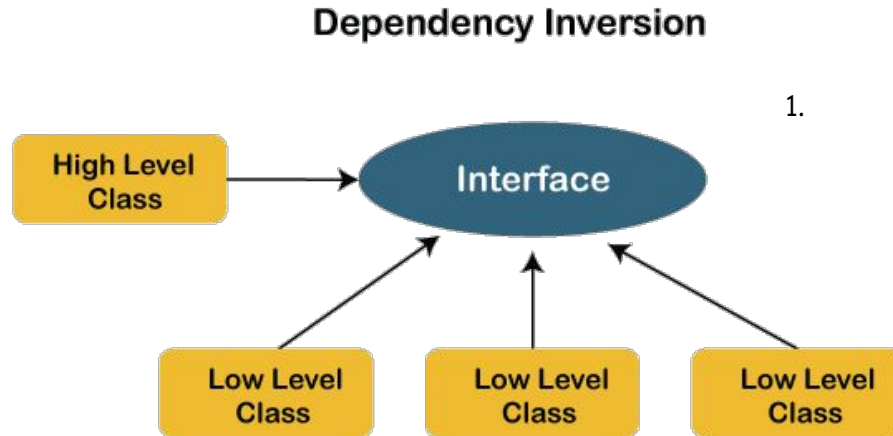 Dependency Inversion
1.
High Level
Class
Interface
Low Level
Class
Low Level
Class
Low Level
Class